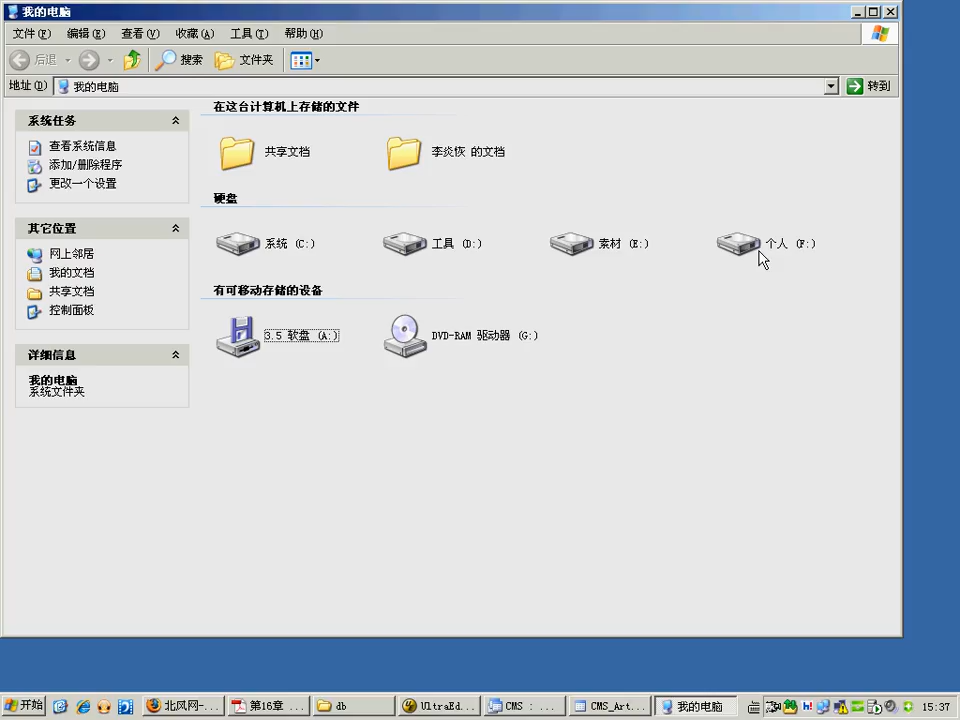 我的电脑
文件(F) 编辑(E) 查看(V) 收藏(A) 工具(T) 帮助(H)
后退 搜索 文件夹
地址(D) 我的电脑 转到
系统任务
查看系统信息
添加/删除程序
更改一个设置
其它位置
网上邻居
我的文档
共享文档
控制面板
详细信息
我的电脑
系统文件夹
在这台计算机上存储的文件
共享文档 李炎恢 的文档
硬盘
系统 (C:) 工具 (D:) 素材 (E:) 个人 (F:)
有可移动存储的设备
3.5 软盘 (A:) DVD-RAM 驱动器 (G:)
开始 北风网-... 第16章 ... db UltraEd... CMS : ... CMS_Art... 我的电脑 15:37